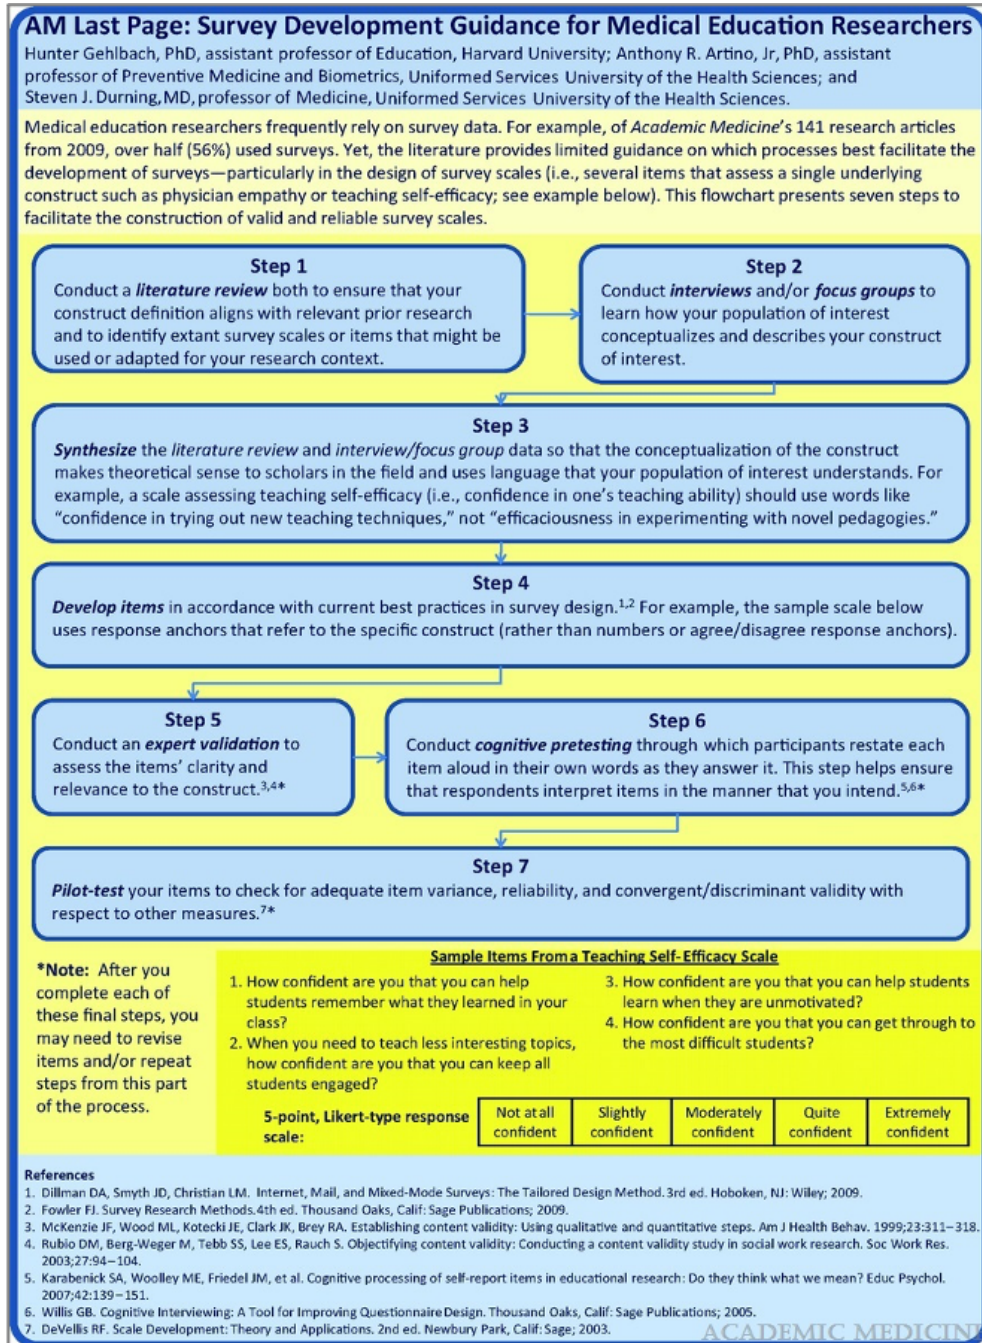 AM Last Page: Survey Development Guidance for Medical Education Researchers
Hunter Gehlbach, PhD, assistant professor of Education, Harvard University; Anthony R. Artino, Jr, PhD, assistant
professor of Preventive Medicine and Biometrics, Uniformed Services University of the Health Sciences; and
Steven J. Durning, MD, professor of Medicine, Uniformed Services University of the Health Sciences.
Medical education researchers frequently rely on survey data. For example, of Academic Medicine's 141 research articles
from 2009, over half (56%) used surveys. Yet, the literature provides limited guidance on which processes best facilitate the
development of surveys—particularly in the design of survey scales (i.e., several items that assess a single underlying
construct such as physician empathy or teaching self-efficacy; see example below). This flowchart presents seven steps to
facilitate the construction of valid and reliable survey scales.
Step 1
Conduct a literature review both to ensure that your
construct definition aligns with relevant prior research
and to identify extant survey scales or items that might be
used or adapted for your research context.
Step 2
Conduct interviews and/or focus groups to
learn how your population of interest
conceptualizes and describes your construct
of interest.
Step 3
Synthesize the literature review and interview/focus group data so that the conceptualization of the construct
makes theoretical sense to scholars in the field and uses language that your population of interest understands. For
example, a scale assessing teaching self-efficacy (i.e., confidence in one's teaching ability) should use words like
"confidence in trying out new teaching techniques," not "efficaciousness in experimenting with novel pedagogies."
Step 4
Develop items in accordance with current best practices in survey design.1,2 For example, the sample scale below
uses response anchors that refer to the specific construct (rather than numbers or agree/disagree response anchors).
Step 5
Conduct an expert validation to
assess the items' clarity and
relevance to the construct.3,4*
Step 6
Conduct cognitive pretesting through which participants restate each
item aloud in their own words as they answer it. This step helps ensure
that respondents interpret items in the manner that you intend.5,6*
Step 7
Pilot-test your items to check for adequate item variance, reliability, and convergent/discriminant validity with
respect to other measures.7*
*Note: After you
complete each of
these final steps, you
may need to revise
items and/or repeat
steps from this part
of the process.
Sample Items From a Teaching Self-Efficacy Scale
1. How confident are you that you can help
students remember what they learned in your
class?
2. When you need to teach less interesting topics,
how confident are you that you can keep all
students engaged?
3. How confident are you that you can help students
learn when they are unmotivated?
4. How confident are you that you can get through to
the most difficult students?
5-point, Likert-type response
scale:
Not at all
confident
Slightly
confident
Moderately
confident
Quite
confident
Extremely
confident
References
1. Dillman DA, Smyth JD, Christian LM. Internet, Mail, and Mixed-Mode Surveys: The Tailored Design Method. 3rd ed. Hoboken, NJ: Wiley; 2009.
2. Fowler FJ. Survey Research Methods. 4th ed. Thousand Oaks, Calif: Sage Publications; 2009.
3. McKenzie JF, Wood ML, Kotecki JE, Clark JK, Brey RA. Establishing content validity: Using qualitative and quantitative steps. Am J Health Behav. 1999;23:311–318.
4. Rubio DM, Berg-Weger M, Tebb SS, Lee ES, Rauch S. Objectifying content validity: Conducting a content validity study in social work research. Soc Work Res.
2003;27:94–104.
5. Karabenick SA, Woolley ME, Friedel JM, et al. Cognitive processing of self-report items in educational research: Do they think what we mean? Educ Psychol.
2007;42:139–151.
6. Willis GB. Cognitive Interviewing: A Tool for Improving Questionnaire Design. Thousand Oaks, Calif: Sage Publications; 2005.
7. DeVellis RF. Scale Development: Theory and Applications. 2nd ed. Newbury Park, Calif: Sage; 2003.
ACADEMIC MEDICINE